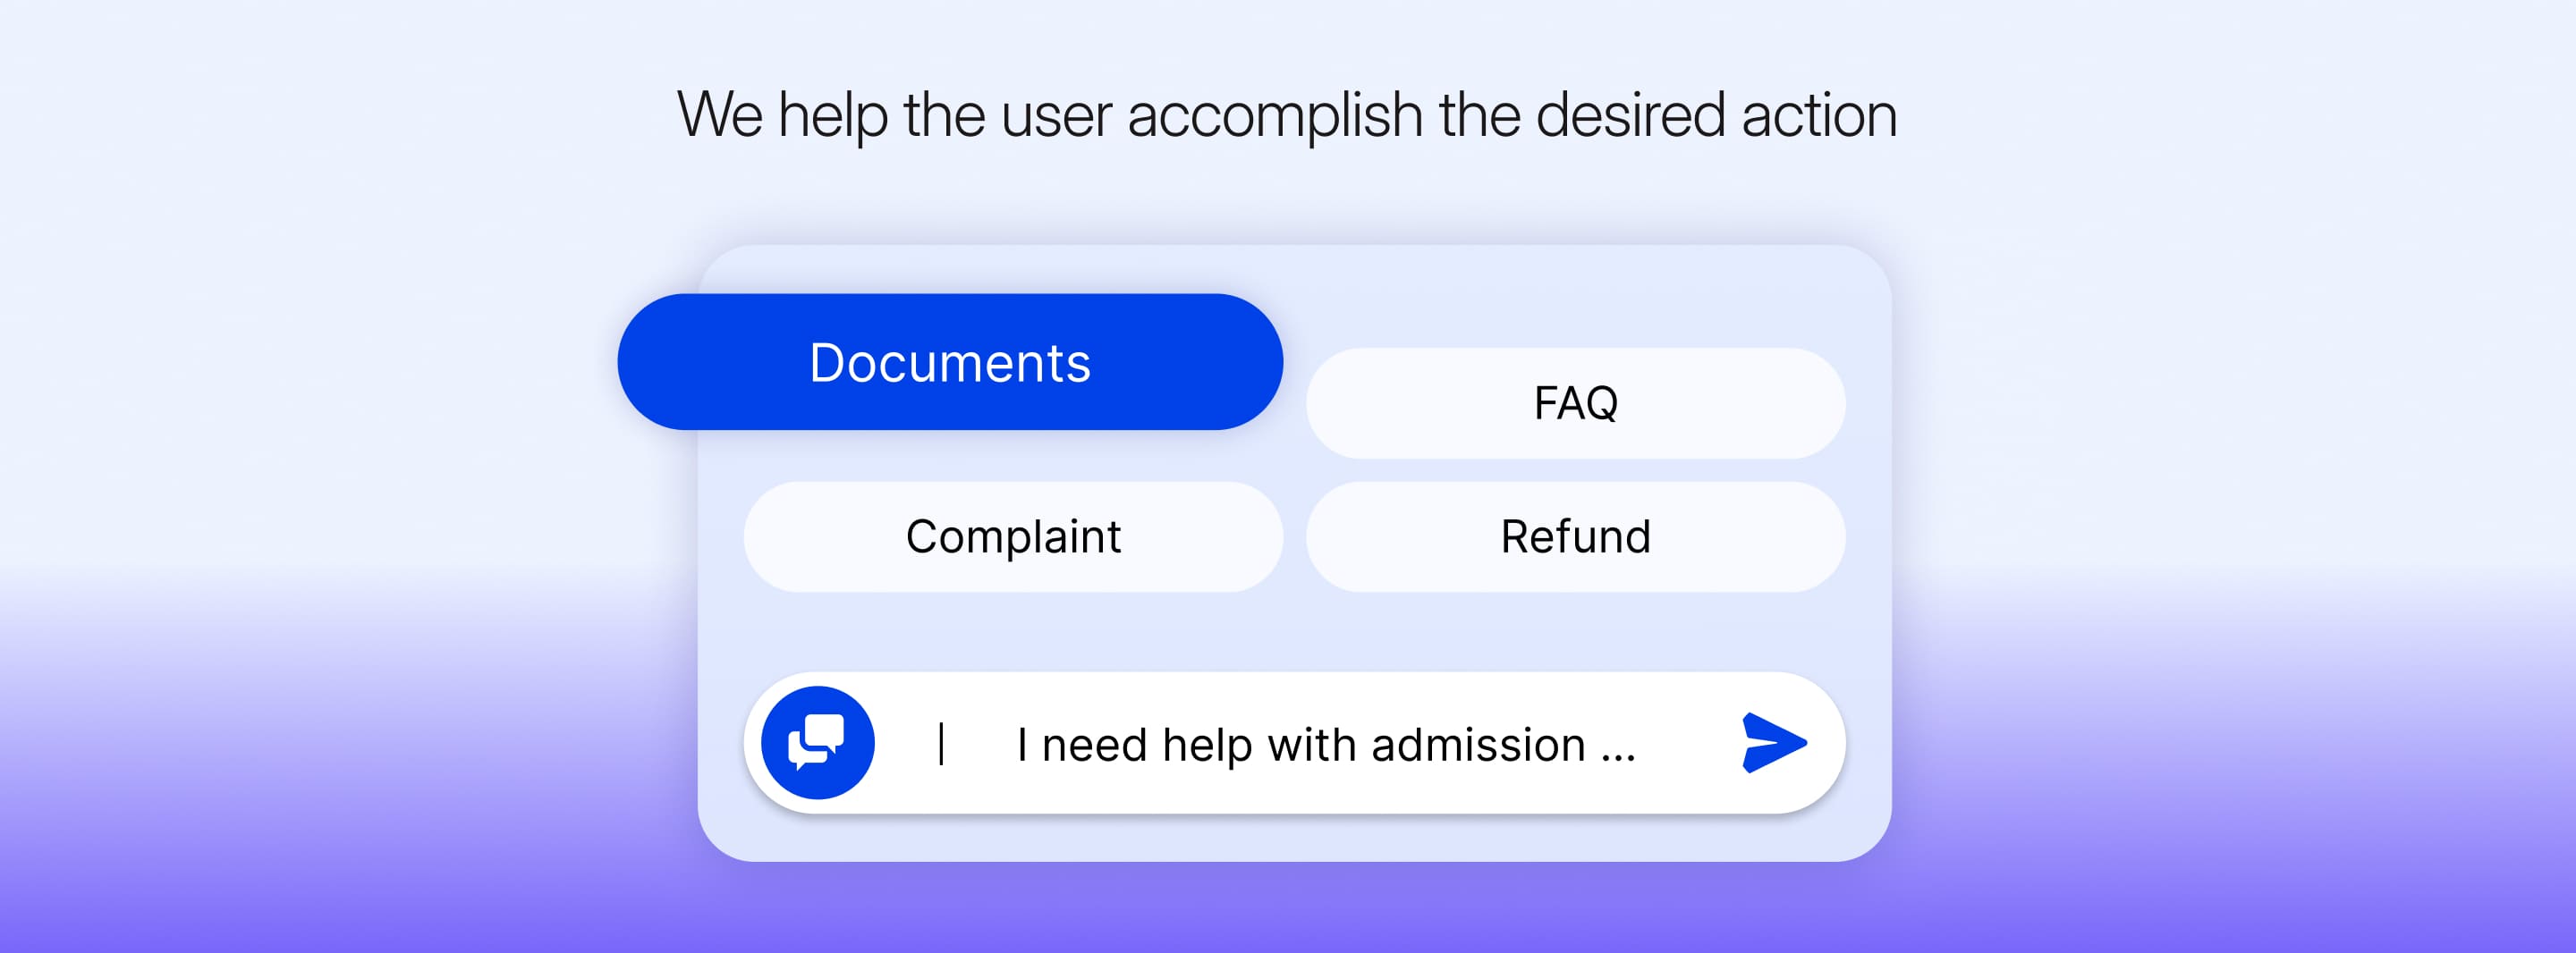 We help the user accomplish the desired action
Documents
FAQ
Complaint
Refund
I need help with admission ...